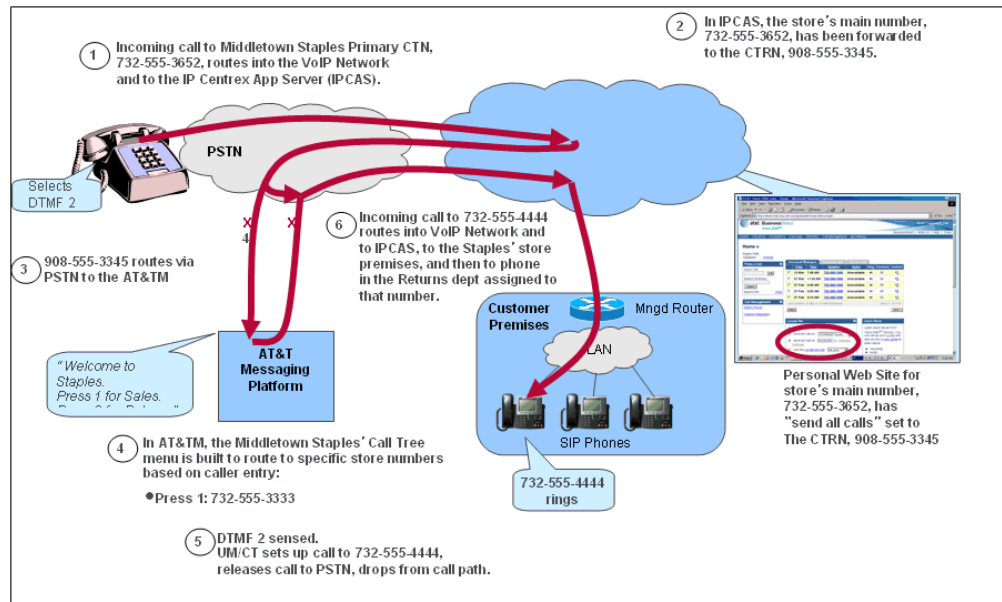 1
Incoming call to Middletown Staples Primary CTN,
732-555-3652, routes into the VoIP Network
and to the IP Centrex App Server (IPCAS).
2
In IPCAS, the store's main number,
732-555-3652, has been forwarded
to the CTRN, 908-555-3345.
PSTN
Selects
DTMF 2
X
X
4
3
908-555-3345 routes via
PSTN to the AT&TM
6
Incoming call to 732-555-4444
routes into VoIP Network and
to IPCAS, to the Staples' store
premises, and then to phone
in the Returns dept assigned to
that number.
"Welcome to
Staples.
Press 1 for Sales.
AT&T
Messaging
Platform
Customer
Premises
Mngd Router
LAN
SIP Phones
732-555-4444
rings
at&t
Personal Web Site for
store's main number,
732-555-3652, has
"send all calls" set to
The CTRN, 908-555-3345
4
In AT&TM, the Middletown Staples' Call Tree
menu is built to route to specific store numbers
based on caller entry:
●Press 1: 732-555-3333
5
DTMF 2 sensed.
UM/CT sets up call to 732-555-4444,
releases call to PSTN, drops from call path.